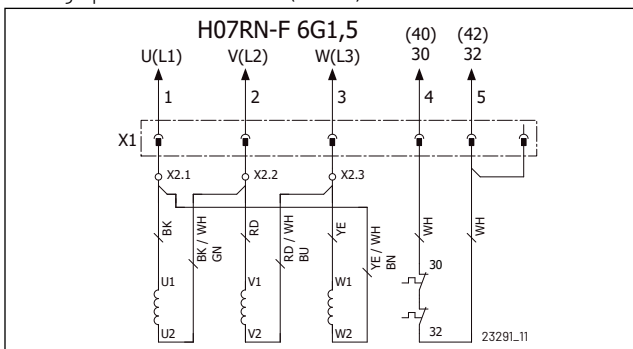 H07RN-F 6G1,5
(40) (42)
U(L1) V(L2) W(L3) 30 32
1 2 3 4 5
X1
X2.1 X2.2 X2.3
BK
BK / WH
GN
RD
RD / WH
BU
YE
YE / WH
BN
WH
WH
30
U1 V1 W1
U2 V2 W2 32
23291_11